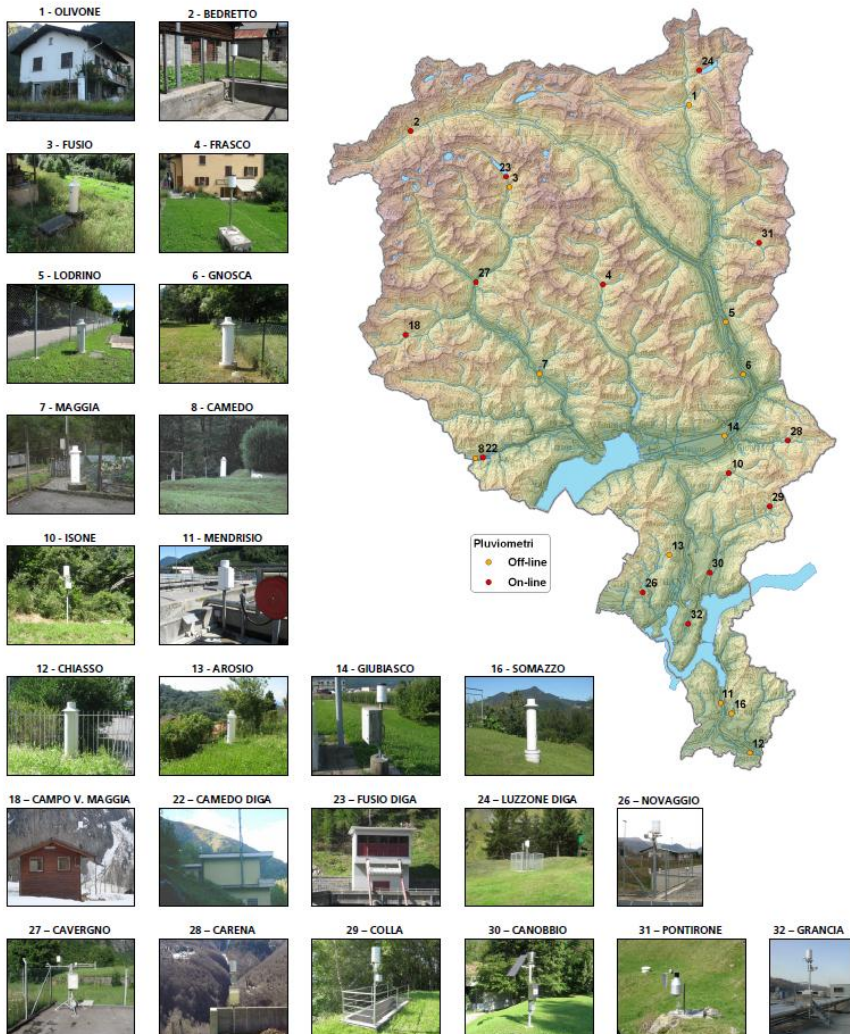 1 - OLIVONE
2 - BEDRETTO
3 - FUSIO
4 - FRASCO
5 - LODRINO
6 - GNOSCA
7 - MAGGIA
8 - CAMEDO
10 - ISONE
11 - MENDRISIO
12 - CHIASSO
13 - AROSIO
14 - GIUBIASCO
16 - SOMAZZO
18 – CAMPO V. MAGGIA
22 – CAMEDO DIGA
23 – FUSIO DIGA
24 – LUZZONE DIGA
26 – NOVAGGIO
27 – CAVERGNO
28 – CARENA
29 – COLLA
30 – CANOBBIO
31 – PONTIRONE
32 – GRANCIA
24
1
2
23
3
31
27
4
18
5
7
6
14
28
8
22
10
29
13
30
26
32
11
16
12
Pluviometri
Off-line
On-line